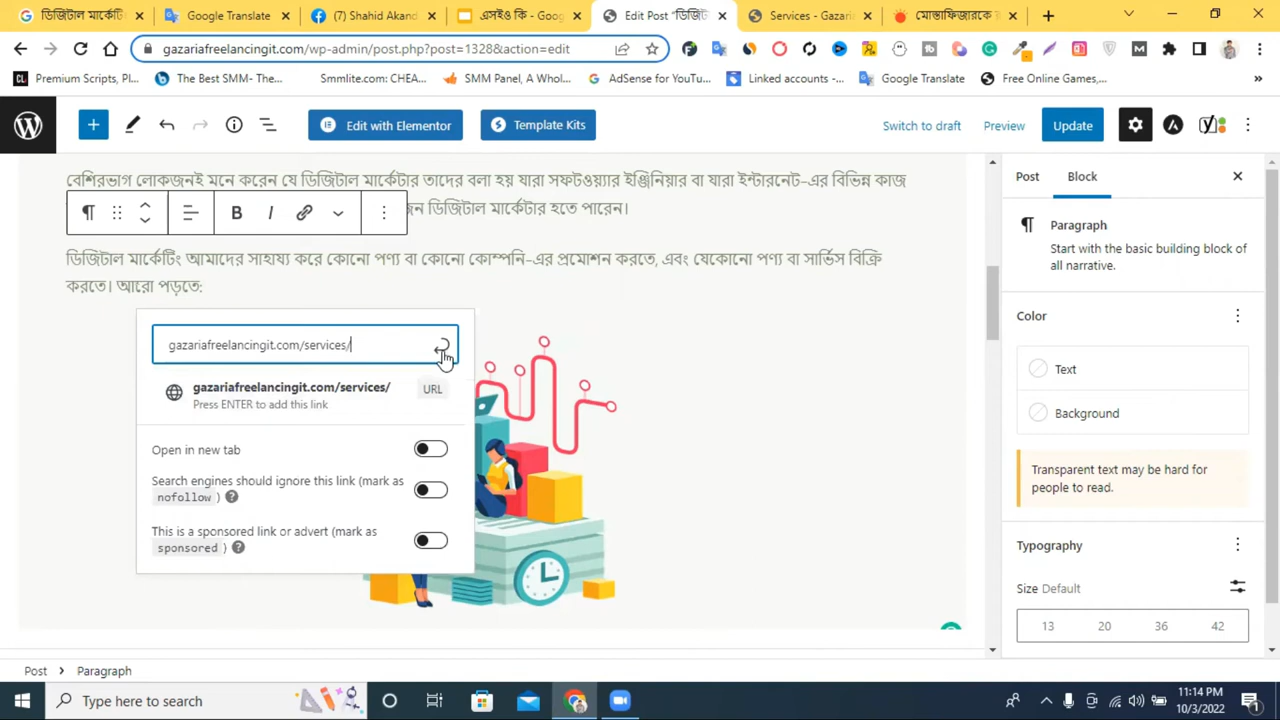 ডিজিটাল মার্কেটি
Google Translate
(7) Shahid Akand
এসইও কি - Goog
Edit Post "ডিজিট
Services - Gazaria
মোস্তাফিজারকে র
gazariafreelancingit.com/wp-admin/post.php?post=1328&action=edit
Premium Scripts, Pl...
The Best SMM- The...
Smmlite.com: CHEA...
SMM Panel, A Whol...
AdSense for YouTu...
Linked accounts -...
Google Translate
Free Online Games,...
Edit with Elementor
Template Kits
Switch to draft
Preview
Update
বেশিরভাগ লোকজনই মনে করেন যে ডিজিটাল মার্কেটার তাদের বলা হয় যারা সফটওয়্যার ইঞ্জিনিয়ার বা যারা ইন্টারনেট-এর বিভিন্ন কাজ
জন ডিজিটাল মার্কেটার হতে পারেন।
B I
ডিজিটাল মার্কেটিং আমাদের সাহায্য করে কোনো পণ্য বা কোনো কোম্পনি-এর প্রমোশন করতে, এবং যেকোনো পণ্য বা সার্ভিস বিক্রি
করতে। আরো পড়তে:
gazariafreelancingit.com/services/
gazariafreelancingit.com/services/
URL
Press ENTER to add this link
Open in new tab
Search engines should ignore this link (mark as
nofollow )
This is a sponsored link or advert (mark as
sponsored )
Post
Block
Paragraph
Start with the basic building block of
all narrative.
Color
Text
Background
Transparent text may be hard for
people to read.
Typography
Size Default
13 20 36 42
Post > Paragraph
Type here to search
11:14 PM
10/3/2022